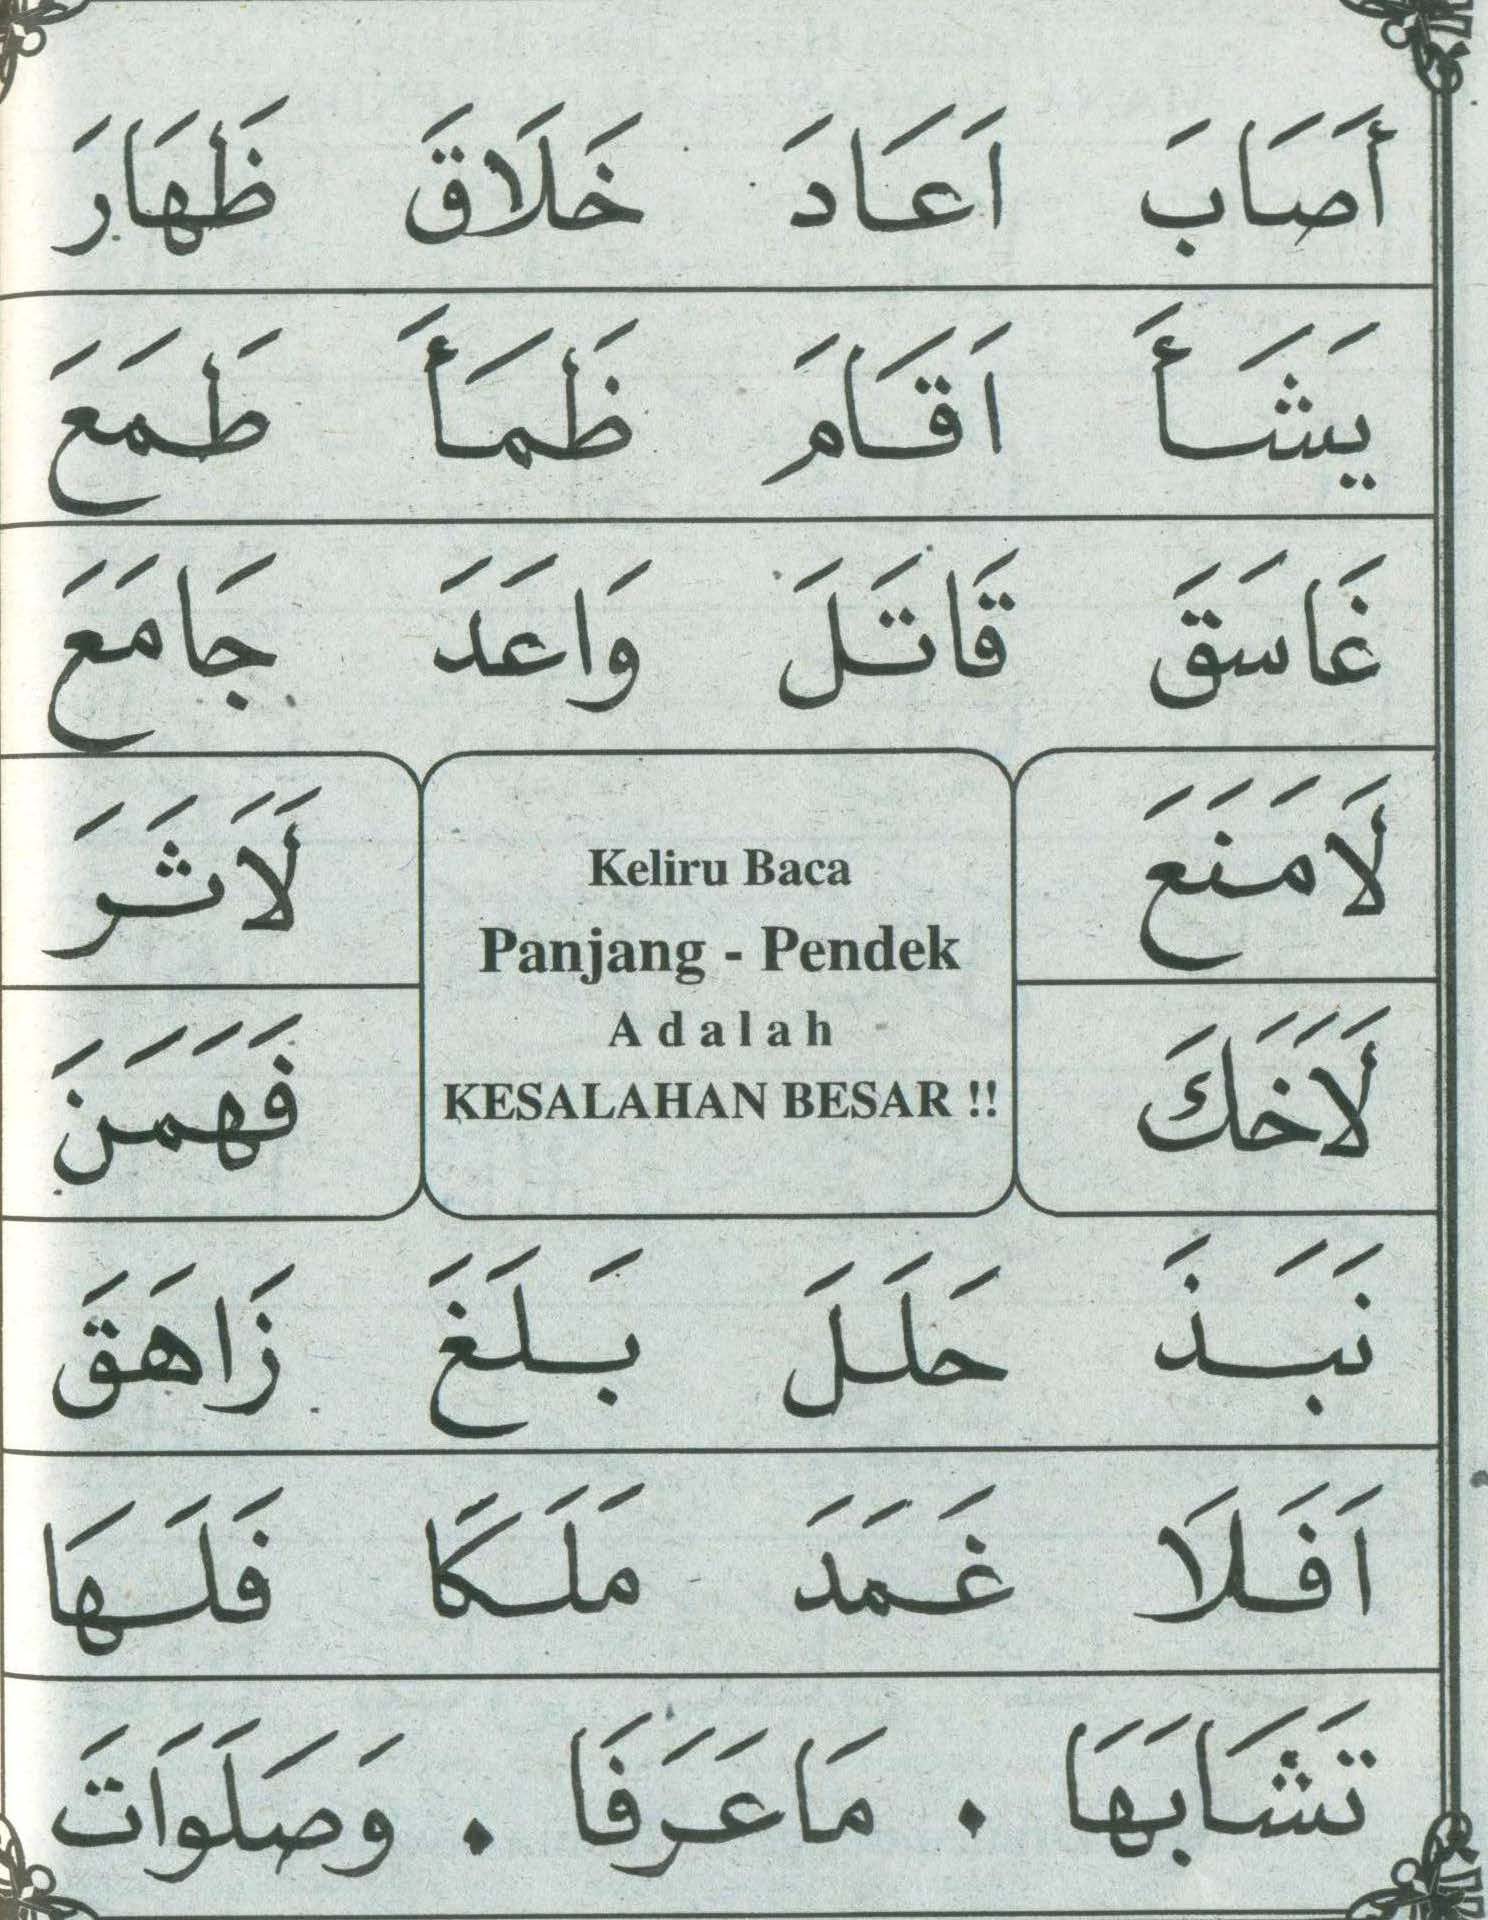 أَصَابَ اَعَادَ خَلَاقَ ظَهَارَ
يَشَأَ اَقَامَ ظَمَأَ طَمَعَ
غَاسَقَ قَاتَلَ وَاعَدَ جَامَعَ
لَامَنَعَ
لَاَثَرَ
Keliru Baca
Panjang - Pendek
Adalah
KESALAHAN BESAR !!
لَاَخَكَ
فَهَمَنَ
نَبَذَ حَلَلَ بَلَغَ زَاهَقَ
اَفَلَا غَمَدَ مَلَكَا فَلَهَا
تَشَابَهَا . مَاعَرَفَا . وَصَلَوَاتَ